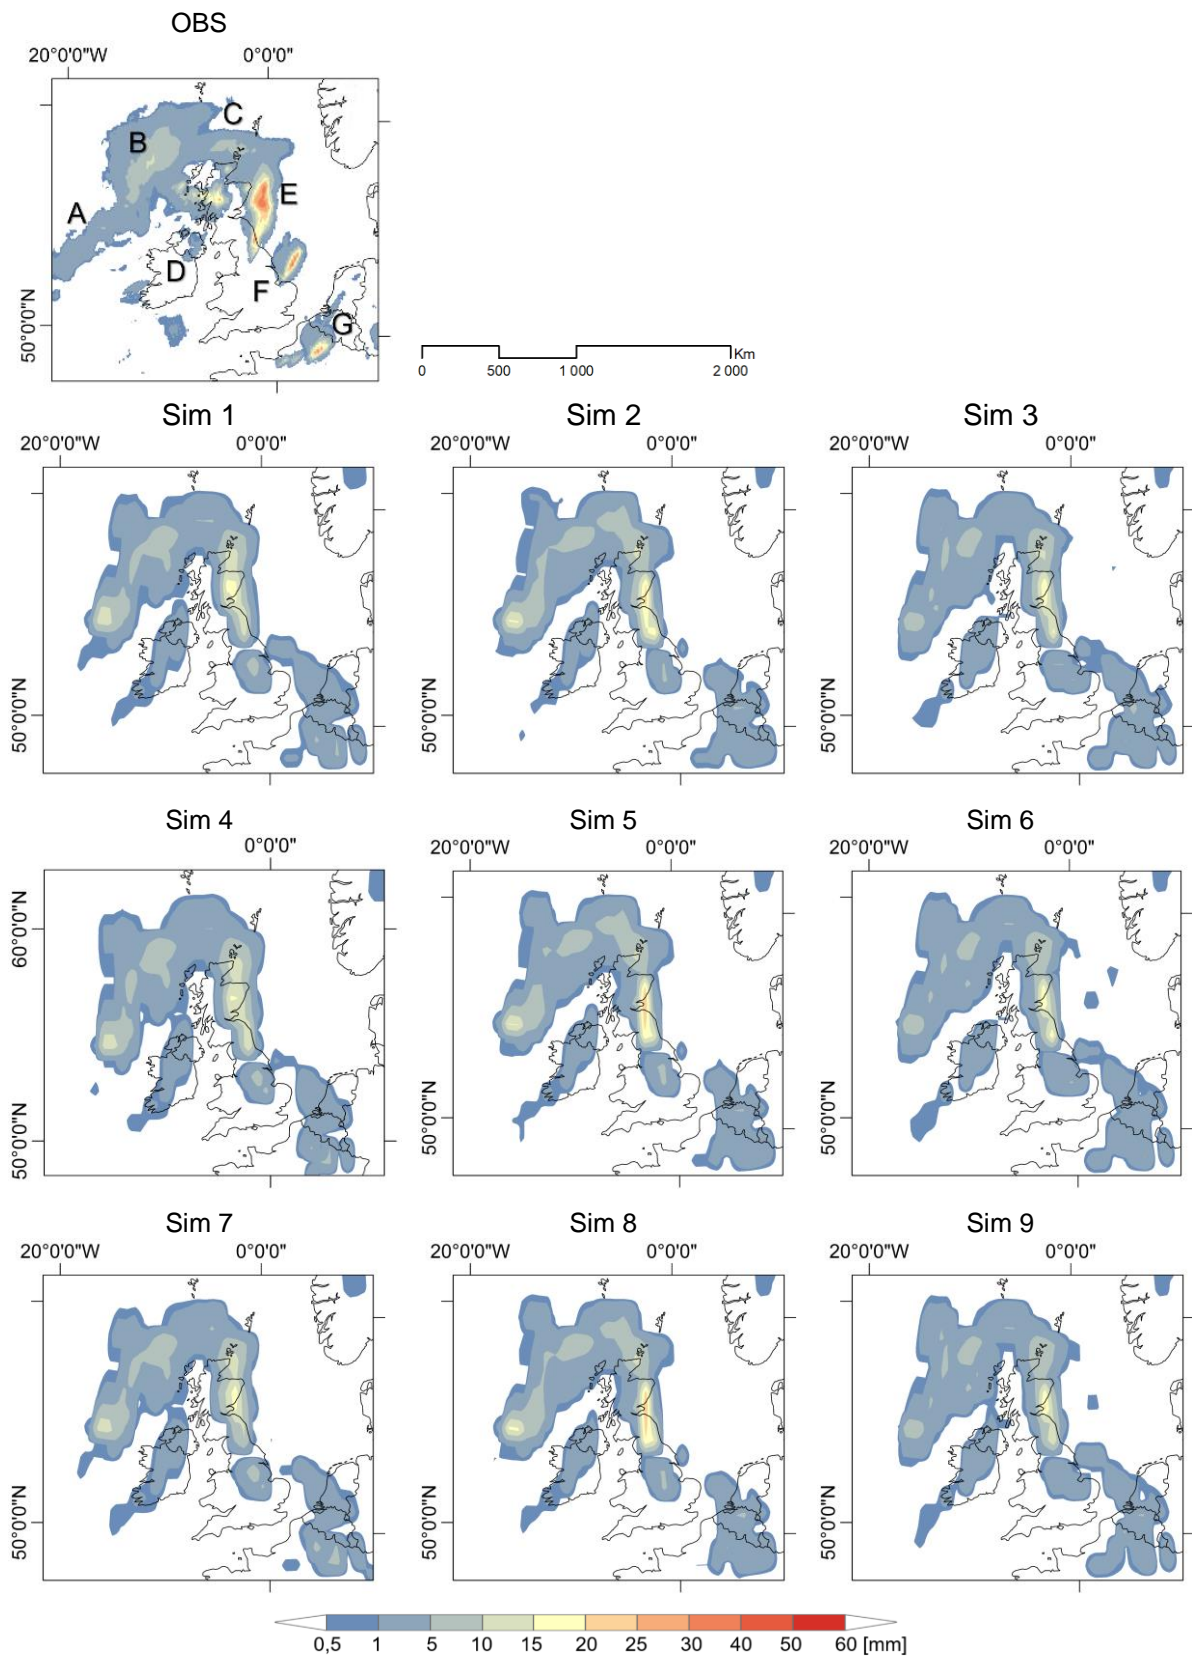 OBS
20°0'0"W 0°0'0"
C
B
E
A
D
F
G
50°0'0"N
Km
0 500 1 000 2 000
Sim 1 Sim 2 Sim 3
20°0'0"W 0°0'0" 20°0'0"W 0°0'0" 20°0'0"W 0°0'0"
50°0'0"N 50°0'0"N 50°0'0"N
Sim 4 Sim 5 Sim 6
0°0'0" 20°0'0"W 0°0'0" 20°0'0"W 0°0'0"
60°0'0"N
50°0'0"N 50°0'0"N 50°0'0"N
Sim 7 Sim 8 Sim 9
20°0'0"W 0°0'0" 20°0'0"W 0°0'0" 20°0'0"W 0°0'0"
50°0'0"N 50°0'0"N 50°0'0"N
0,5 1 5 10 15 20 25 30 40 50 60 [mm]